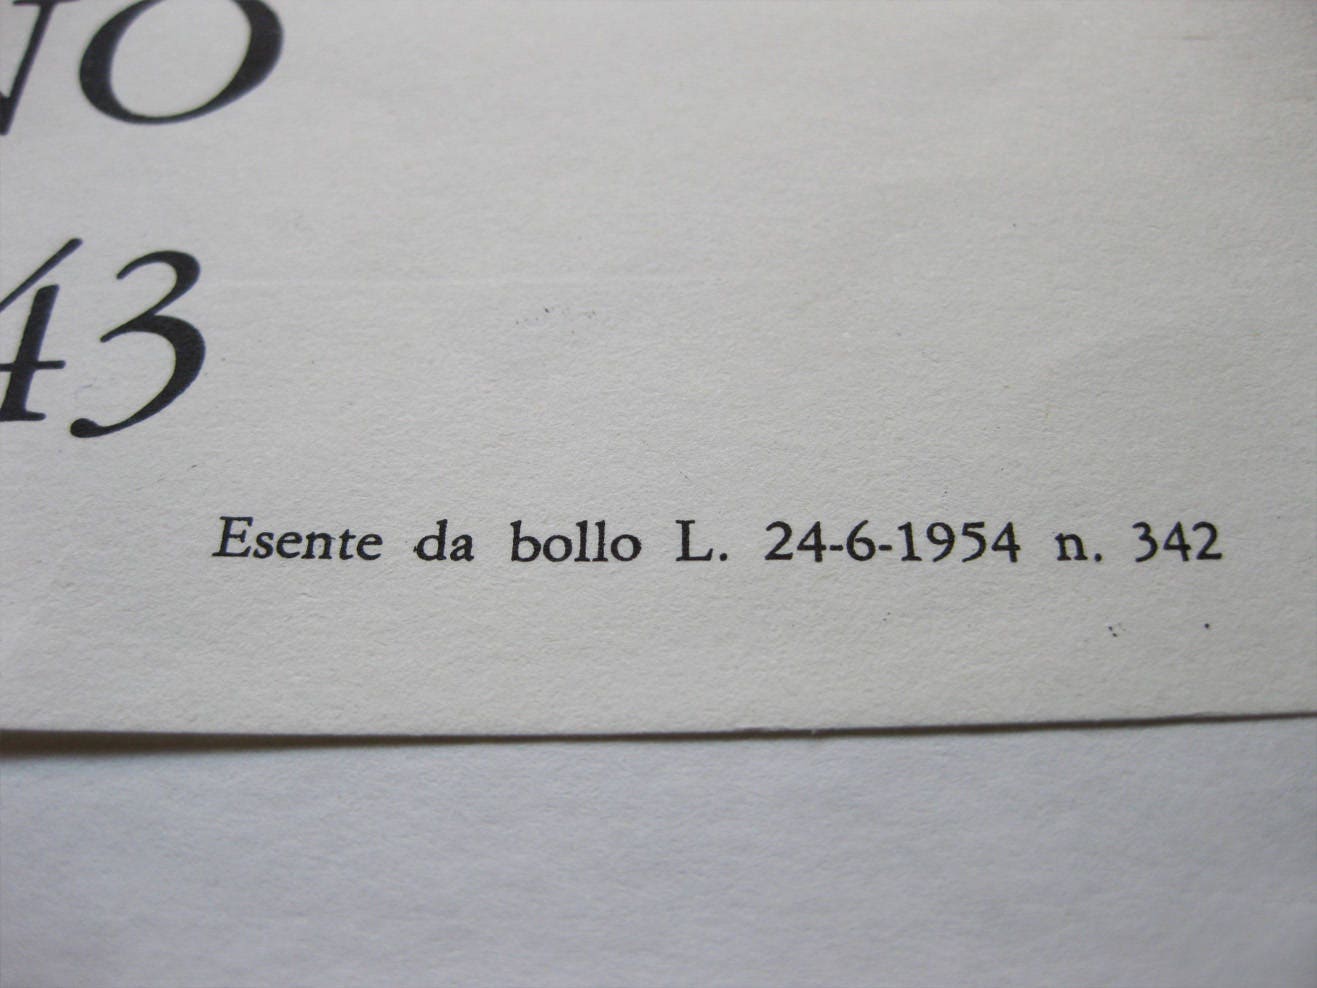 NO
43
Esente da bollo L. 24-6-1954 n. 342